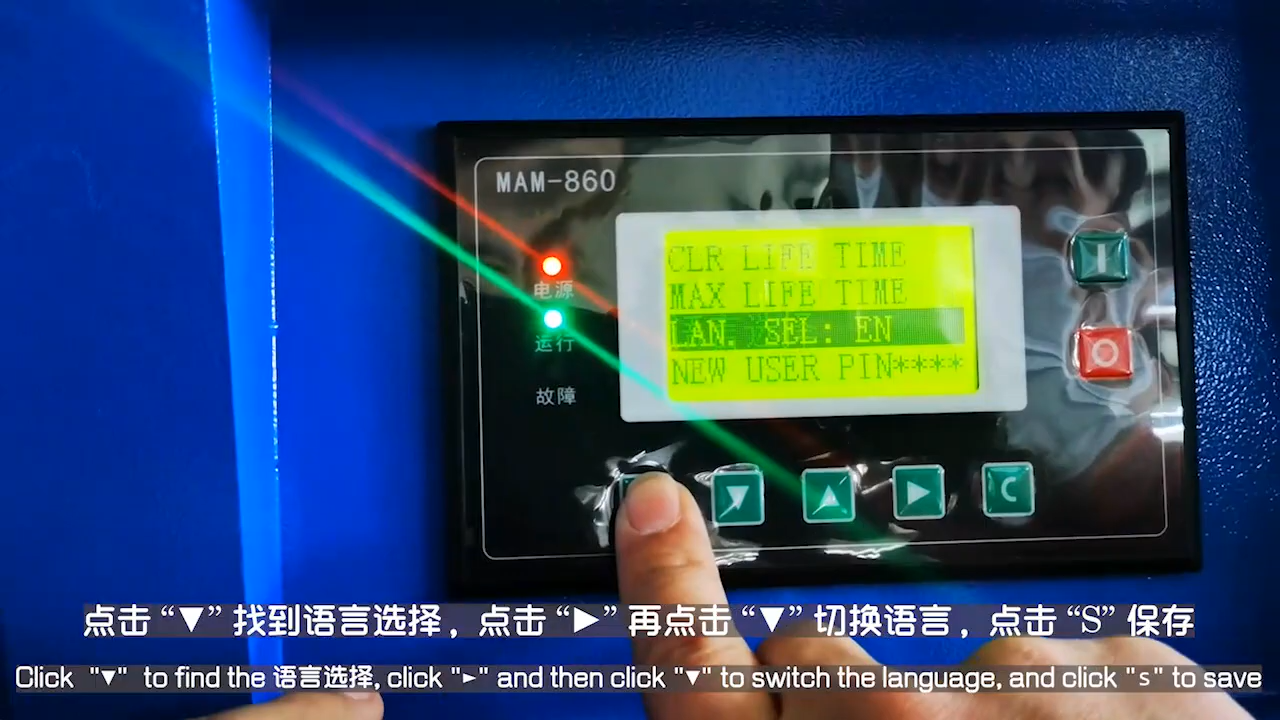 MAM-860
CLR LIFE TIME
MAX LIFE TIME
LAN. SEL: EN
NEW USER PIN****
电源
运行
故障
C
点击“▼”找到语言选择，点击“▶”再点击“▼”切换语言，点击“S”保存
Click "▼" to find the 语言选择, click "►" and then click "▼" to switch the language, and click "s" to save